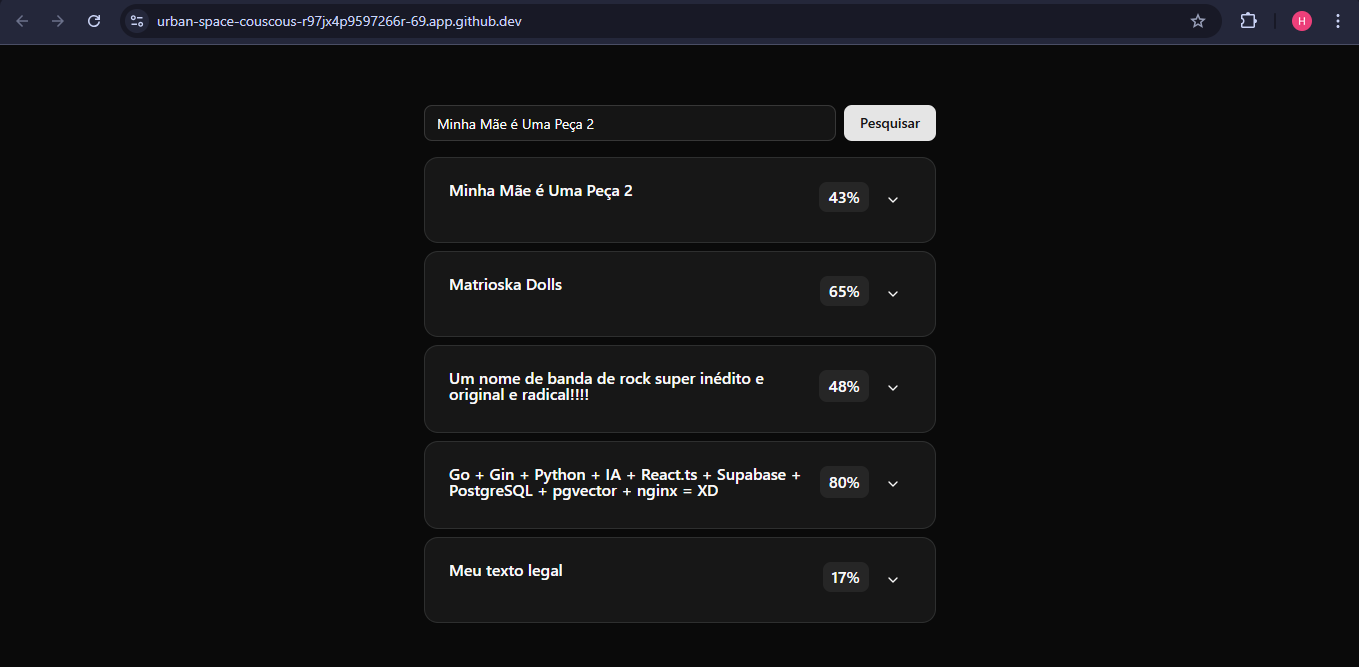 urban-space-couscous-r97jx4p9597266r-69.app.github.dev
H
Minha Mãe é Uma Peça 2
Pesquisar
Minha Mãe é Uma Peça 2
43%
Matrioska Dolls
65%
Um nome de banda de rock super inédito e
original e radical!!!!
48%
Go + Gin + Python + IA + React.ts + Supabase +
PostgreSQL + pgvector + nginx = XD
80%
Meu texto legal
17%